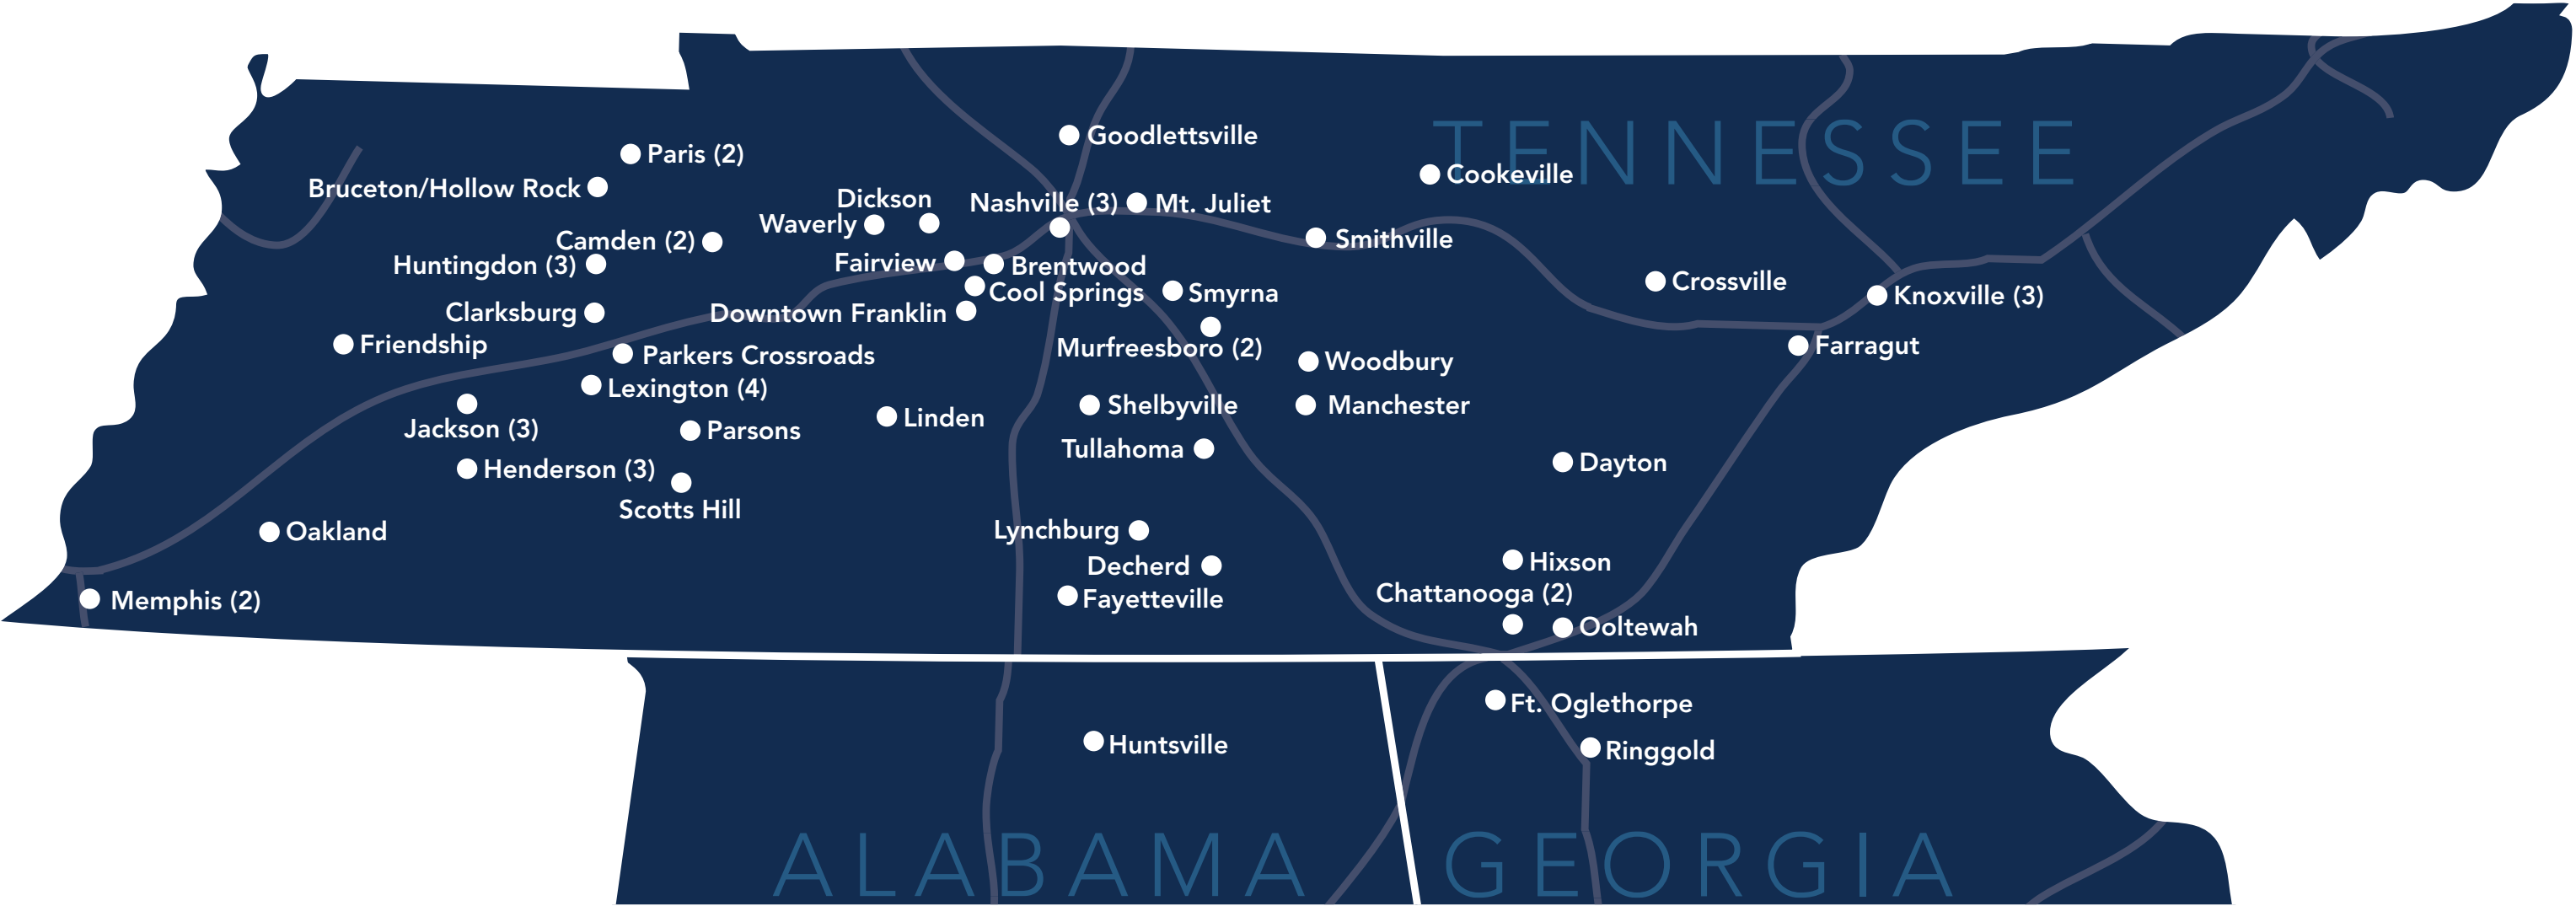 TENNESSEE
Goodlettsville
Paris (2)
Cookeville
Bruceton/Hollow Rock
Dickson
Nashville (3)
Mt. Juliet
Waverly
Camden (2)
Smithville
Huntingdon (3)
Fairview
Brentwood
Crossville
Cool Springs
Smyrna
Knoxville (3)
Clarksburg
Downtown Franklin
Friendship
Parkers Crossroads
Murfreesboro (2)
Farragut
Woodbury
Lexington (4)
Shelbyville
Manchester
Linden
Jackson (3)
Parsons
Tullahoma
Dayton
Henderson (3)
Scotts Hill
Oakland
Lynchburg
Hixson
Decherd
Chattanooga (2)
Fayetteville
Memphis (2)
Ooltewah
Ft. Oglethorpe
Huntsville
Ringgold
ALABAMA
GEORGIA